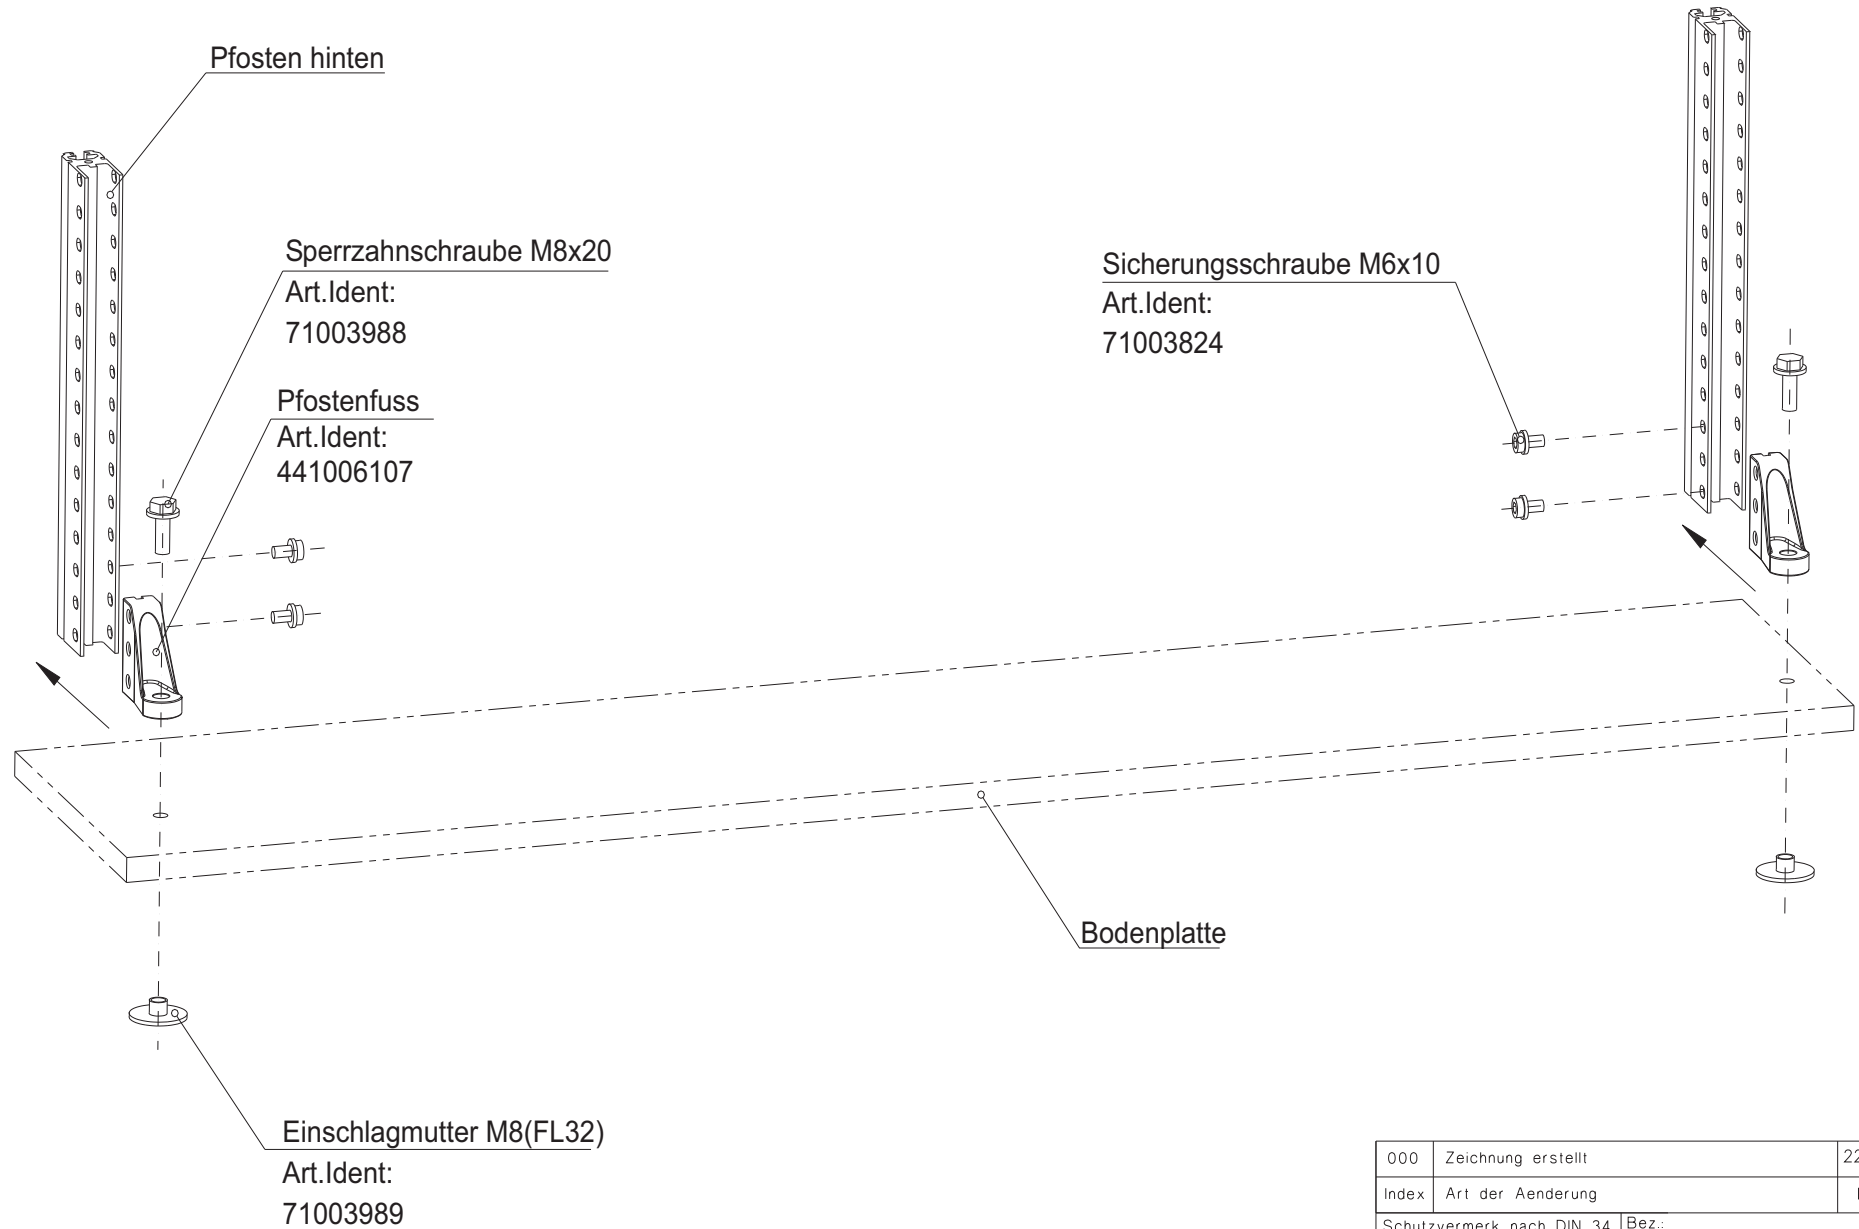 Pfosten hinten
Sperrzahnschraube M8x20
Art.Ident:
71003988
Pfostenfuss
Art.Ident:
441006107
Sicherungsschraube M6x10
Art.Ident:
71003824
Bodenplatte
Einschlagmutter M8(FL32)
Art.Ident:
71003989
000 Zeichnung erstellt 22
Index Art der Aenderung
Schutzvermerk nach DIN 34 Bez.: